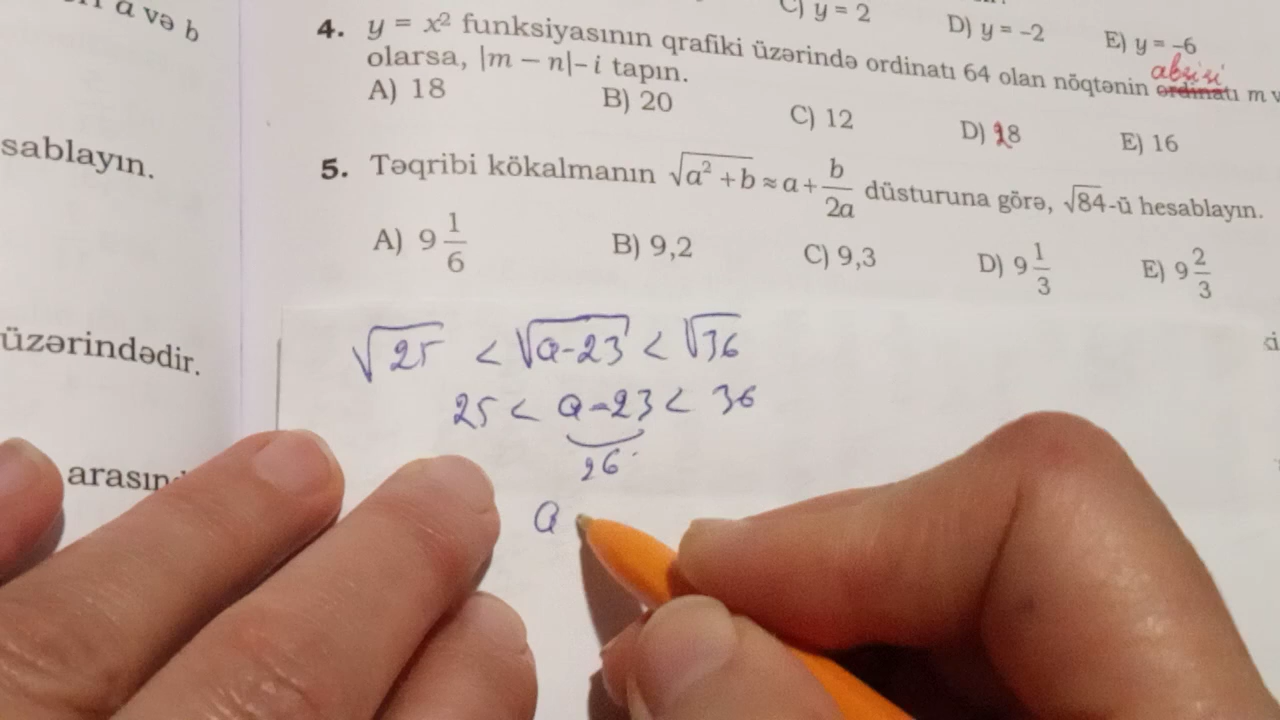 a və b
sablayın.
üzərindədir.
arasın
C) y = 2 D) y = -2 E) y = -6
4. y = x² funksiyasının qrafiki üzərində ordinatı 64 olan nöqtənin ordinatı m v
absisi
olarsa, |m - n|-i tapın.
A) 18 B) 20 C) 12 D) 28 E) 16
5. Təqribi kökalmanın √(a² + b) ≈ a + b/2a düsturuna görə, √84-ü hesablayın.
A) 9 1/6 B) 9,2 C) 9,3 D) 9 1/3 E) 9 2/3
√25 < √(a-23) < √36
25 < a-23 < 36
26
a